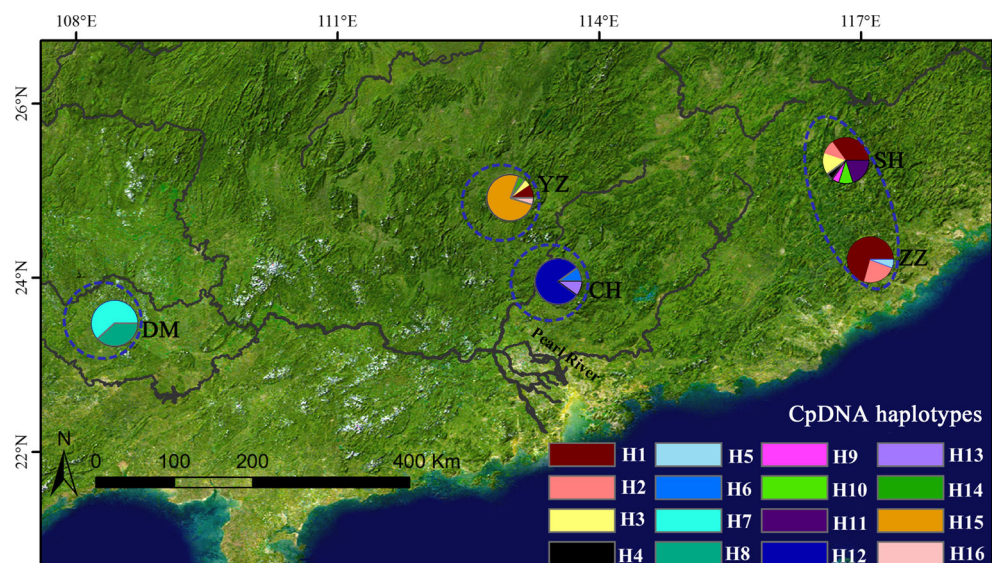 108°E 111°E 114°E 117°E
26°N
24°N
22°N
SH
YZ
ZZ
CH
DM
Pearl River
N
0 100 200 400 Km
CpDNA haplotypes
H1 H5 H9 H13
H2 H6 H10 H14
H3 H7 H11 H15
H4 H8 H12 H16